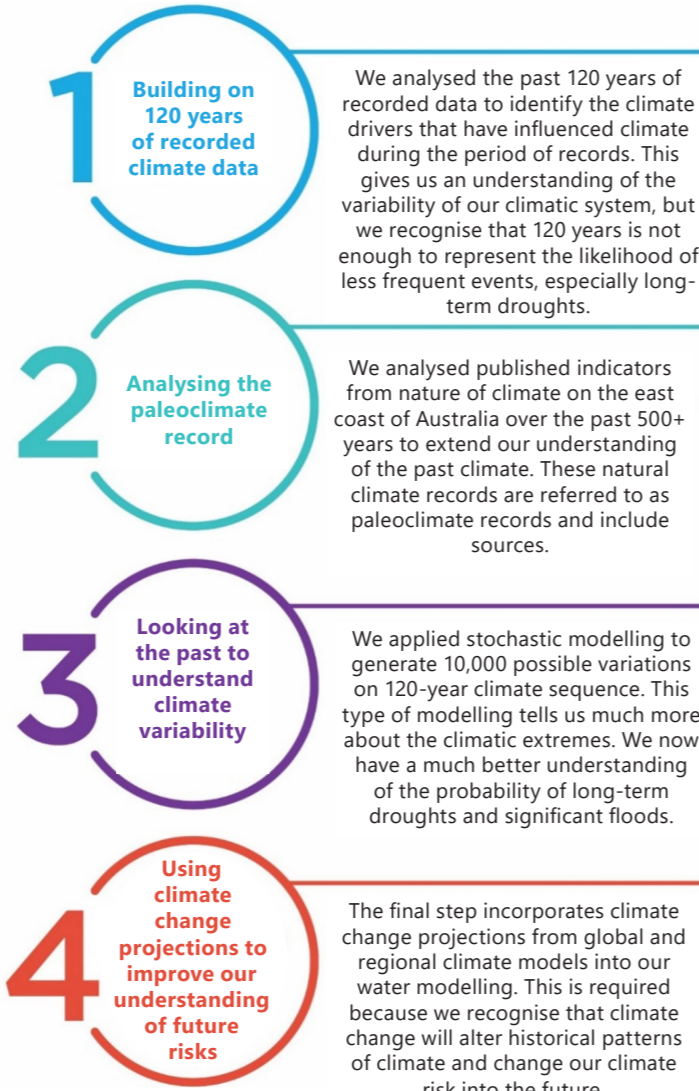 1
Building on
120 years
of recorded
climate data
We analysed the past 120 years of
recorded data to identify the climate
drivers that have influenced climate
during the period of records. This
gives us an understanding of the
variability of our climatic system, but
we recognise that 120 years is not
enough to represent the likelihood of
less frequent events, especially long-
term droughts.
2
Analysing the
paleoclimate
record
We analysed published indicators
from nature of climate on the east
coast of Australia over the past 500+
years to extend our understanding
of the past climate. These natural
climate records are referred to as
paleoclimate records and include
sources.
3
Looking at
the past to
understand
climate
variability
We applied stochastic modelling to
generate 10,000 possible variations
on 120-year climate sequence. This
type of modelling tells us much more
about the climatic extremes. We now
have a much better understanding
of the probability of long-term
droughts and significant floods.
4
Using
climate
change
projections to
improve our
understanding
of future
risks
The final step incorporates climate
change projections from global and
regional climate models into our
water modelling. This is required
because we recognise that climate
change will alter historical patterns
of climate and change our climate
risk into the future